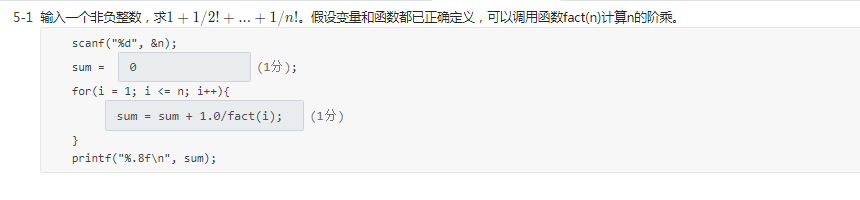 5-1 输入一个非负整数，求1 + 1/2! + ... + 1/n!。假设变量和函数都已正确定义，可以调用函数fact(n)计算n的阶乘。
scanf("%d", &n);
sum = 0 (1分);
for(i = 1; i <= n; i++){
sum = sum + 1.0/fact(i); (1分)
}
printf("%.8f\n", sum);